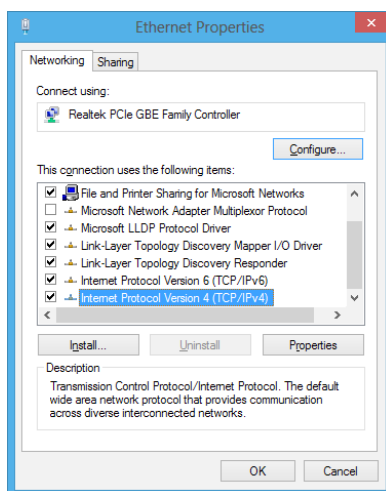 Ethernet Properties
Networking
Sharing
Connect using:
Realtek PCIe GBE Family Controller
Configure...
This connection uses the following items:
File and Printer Sharing for Microsoft Networks
Microsoft Network Adapter Multiplexor Protocol
Microsoft LLDP Protocol Driver
Link-Layer Topology Discovery Mapper I/O Driver
Link-Layer Topology Discovery Responder
Internet Protocol Version 6 (TCP/IPv6)
Internet Protocol Version 4 (TCP/IPv4)
Install...
Uninstall
Properties
Description
Transmission Control Protocol/Internet Protocol. The default
wide area network protocol that provides communication
across diverse interconnected networks.
OK
Cancel